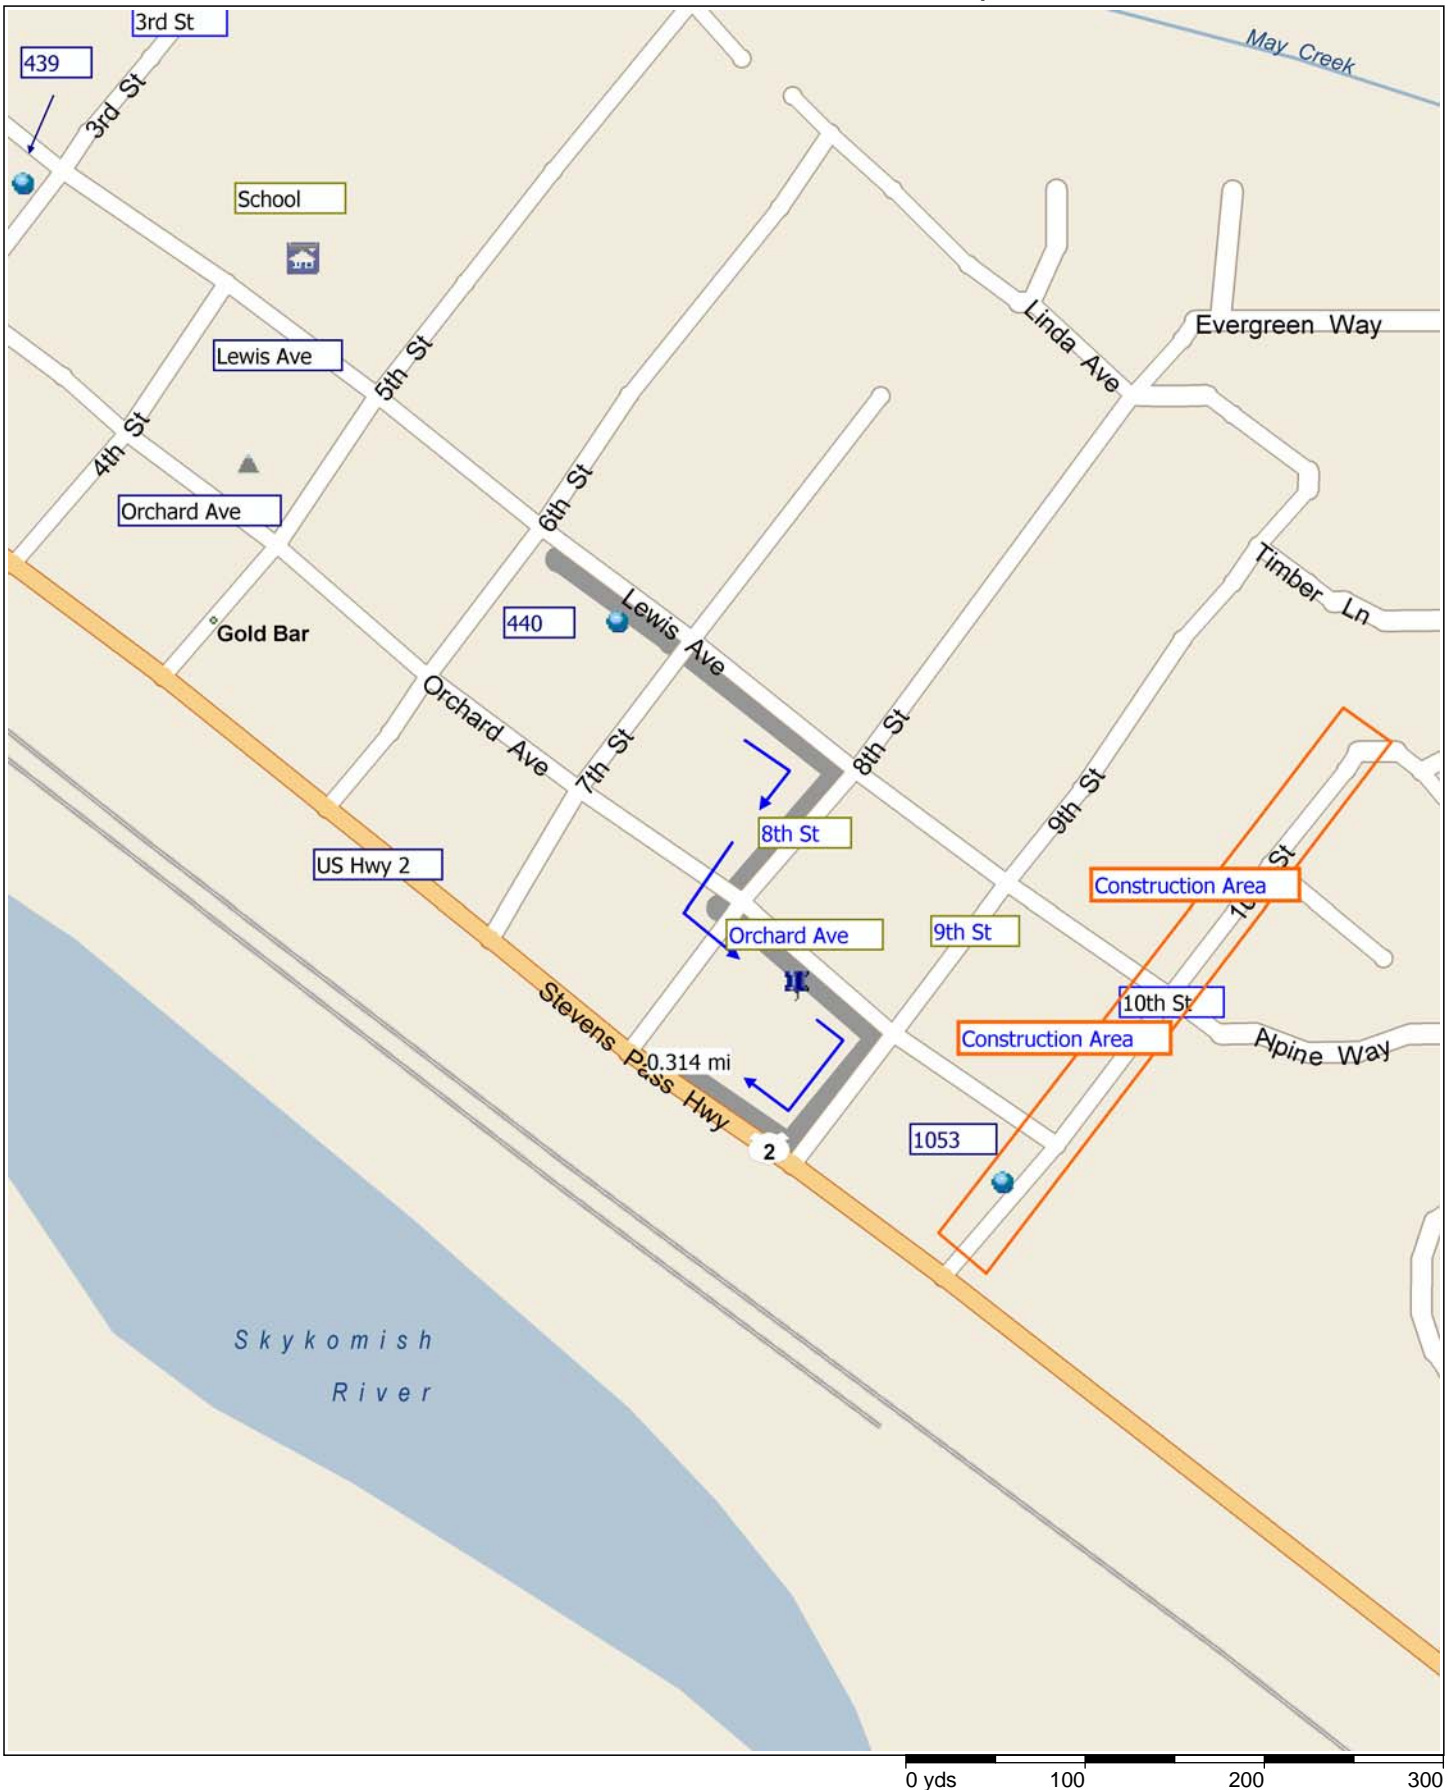 3rd St
May Creek
439
3rd St
School
Linda Ave
Evergreen Way
Lewis Ave
5th St
4th St
6th St
Orchard Ave
Timber Ln
Lewis Ave
440
Gold Bar
Orchard Ave
7th St
8th St
9th St
8th St
US Hwy 2
St
Construction Area
10
Orchard Ave
9th St
10th St
Stevens Pass Hwy
Construction Area
Alpine Way
0.314 mi
1053
2
Skykomish
River
0 yds 100 200 300